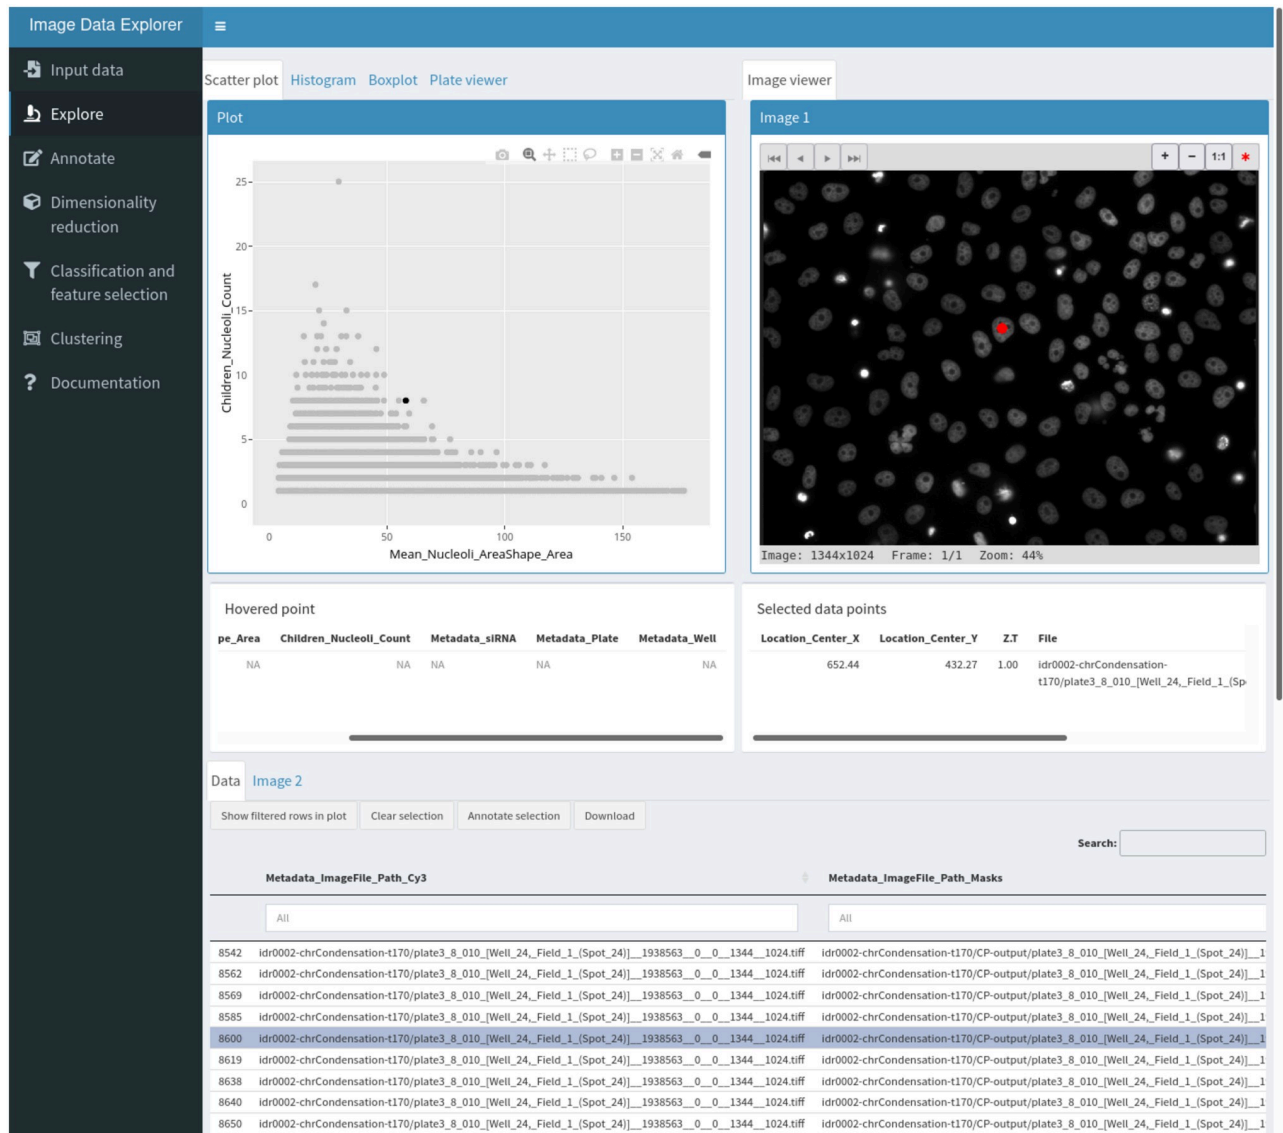 Image Data Explorer
Input data
Explore
Annotate
Dimensionality
reduction
Classification and
feature selection
Clustering
Documentation
Scatter plot Histogram Boxplot Plate viewer
Plot
25
20
15
10
5
0
Children_Nucleoli_Count
0 50 100 150
Mean_Nucleoli_AreaShape_Area
Image viewer
Image 1
+ − 1:1 *
Image: 1344x1024 Frame: 1/1 Zoom: 44%
Hovered point
pe_Area Children_Nucleoli_Count Metadata_siRNA Metadata_Plate Metadata_Well
NA NA NA NA NA
Selected data points
Location_Center_X Location_Center_Y Z.T File
652.44 432.27 1.00 idr0002-chrCondensation-
t170/plate3_8_010_[Well_24,_Field_1_(Sp
Data Image 2
Show filtered rows in plot Clear selection Annotate selection Download
Search:
Metadata_ImageFile_Path_Cy3 Metadata_ImageFile_Path_Masks
All All
8542 idr0002-chrCondensation-t170/plate3_8_010_[Well_24,_Field_1_(Spot_24)]__1938563__0__0__1344__1024.tiff idr0002-chrCondensation-t170/CP-output/plate3_8_010_[Well_24,_Field_1_(Spot_24)]__1
8562 idr0002-chrCondensation-t170/plate3_8_010_[Well_24,_Field_1_(Spot_24)]__1938563__0__0__1344__1024.tiff idr0002-chrCondensation-t170/CP-output/plate3_8_010_[Well_24,_Field_1_(Spot_24)]__1
8569 idr0002-chrCondensation-t170/plate3_8_010_[Well_24,_Field_1_(Spot_24)]__1938563__0__0__1344__1024.tiff idr0002-chrCondensation-t170/CP-output/plate3_8_010_[Well_24,_Field_1_(Spot_24)]__1
8585 idr0002-chrCondensation-t170/plate3_8_010_[Well_24,_Field_1_(Spot_24)]__1938563__0__0__1344__1024.tiff idr0002-chrCondensation-t170/CP-output/plate3_8_010_[Well_24,_Field_1_(Spot_24)]__1
8600 idr0002-chrCondensation-t170/plate3_8_010_[Well_24,_Field_1_(Spot_24)]__1938563__0__0__1344__1024.tiff idr0002-chrCondensation-t170/CP-output/plate3_8_010_[Well_24,_Field_1_(Spot_24)]__1
8619 idr0002-chrCondensation-t170/plate3_8_010_[Well_24,_Field_1_(Spot_24)]__1938563__0__0__1344__1024.tiff idr0002-chrCondensation-t170/CP-output/plate3_8_010_[Well_24,_Field_1_(Spot_24)]__1
8638 idr0002-chrCondensation-t170/plate3_8_010_[Well_24,_Field_1_(Spot_24)]__1938563__0__0__1344__1024.tiff idr0002-chrCondensation-t170/CP-output/plate3_8_010_[Well_24,_Field_1_(Spot_24)]__1
8640 idr0002-chrCondensation-t170/plate3_8_010_[Well_24,_Field_1_(Spot_24)]__1938563__0__0__1344__1024.tiff idr0002-chrCondensation-t170/CP-output/plate3_8_010_[Well_24,_Field_1_(Spot_24)]__1
8650 idr0002-chrCondensation-t170/plate3_8_010_[Well_24,_Field_1_(Spot_24)]__1938563__0__0__1344__1024.tiff idr0002-chrCondensation-t170/CP-output/plate3_8_010_[Well_24,_Field_1_(Spot_24)]__1